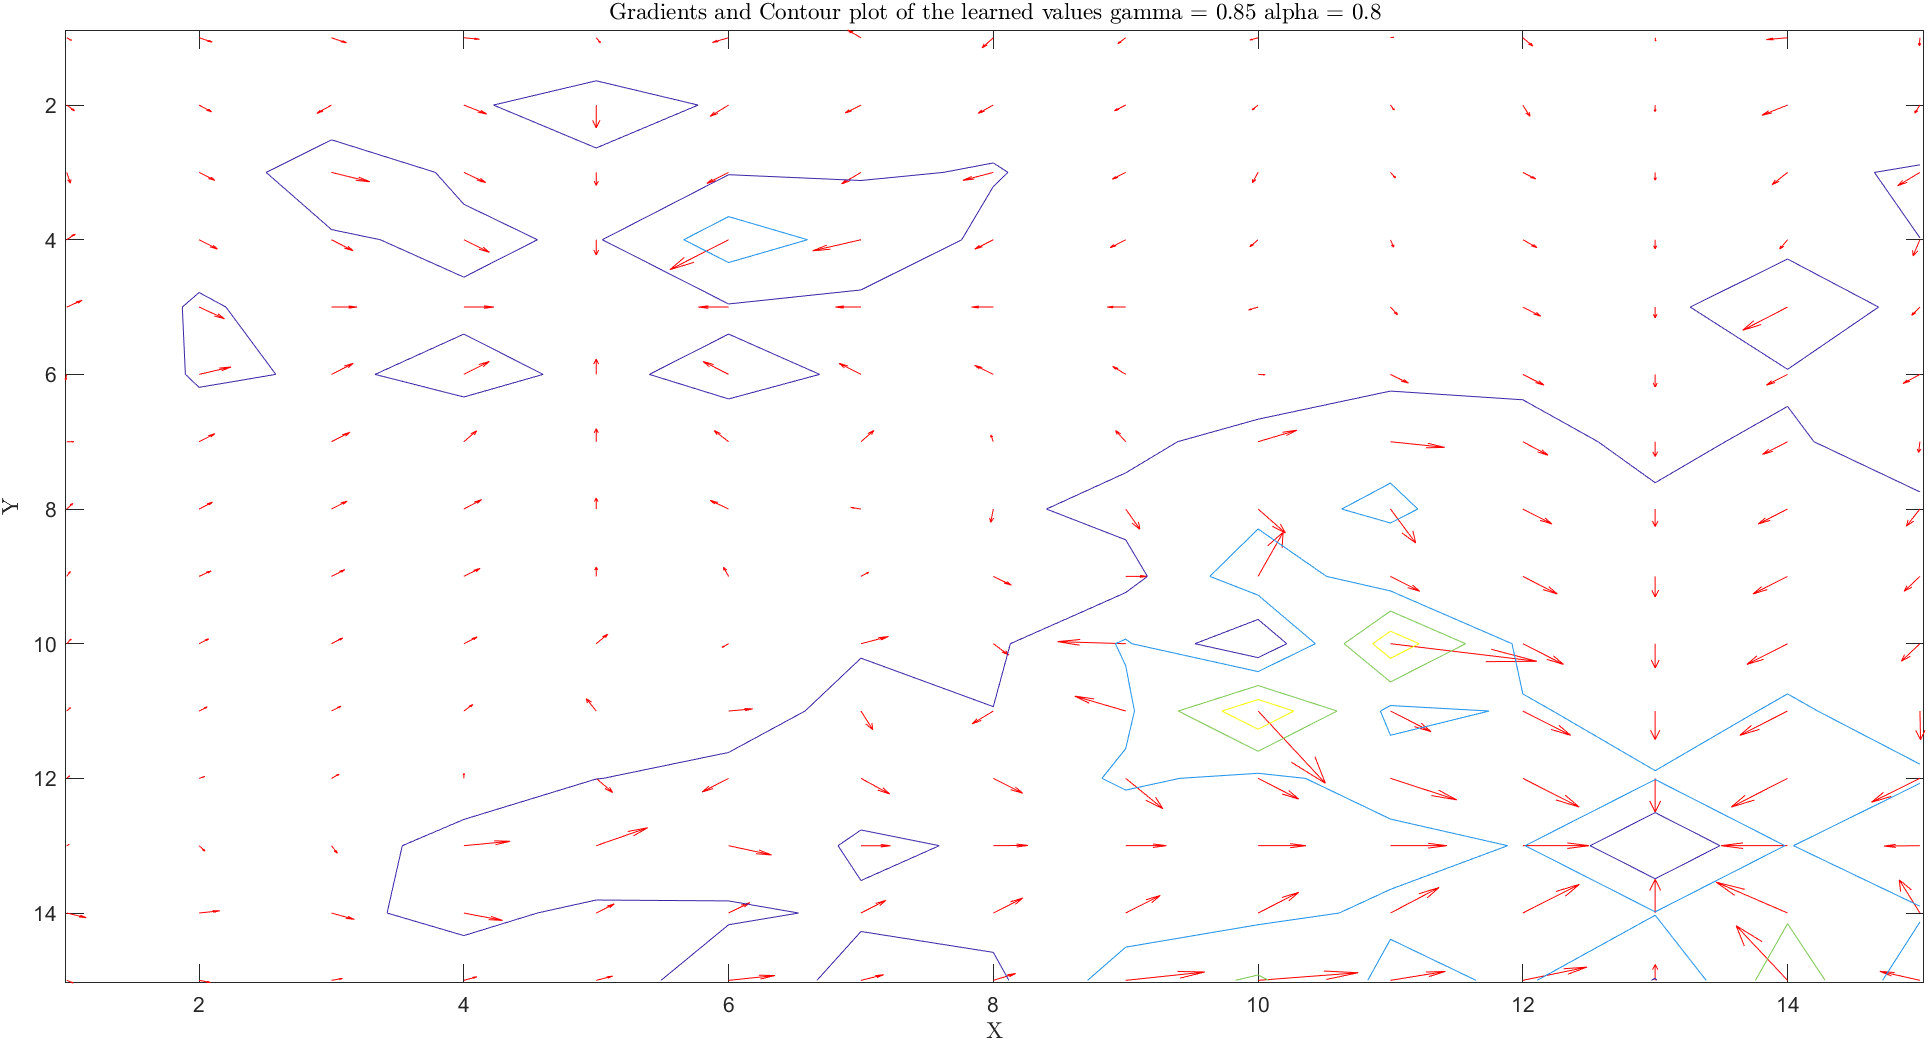 Gradients and Contour plot of the learned values gamma = 0.85 alpha = 0.8
2
4
6
8
10
12
14
Y
2 4 6 8 10 12 14
X